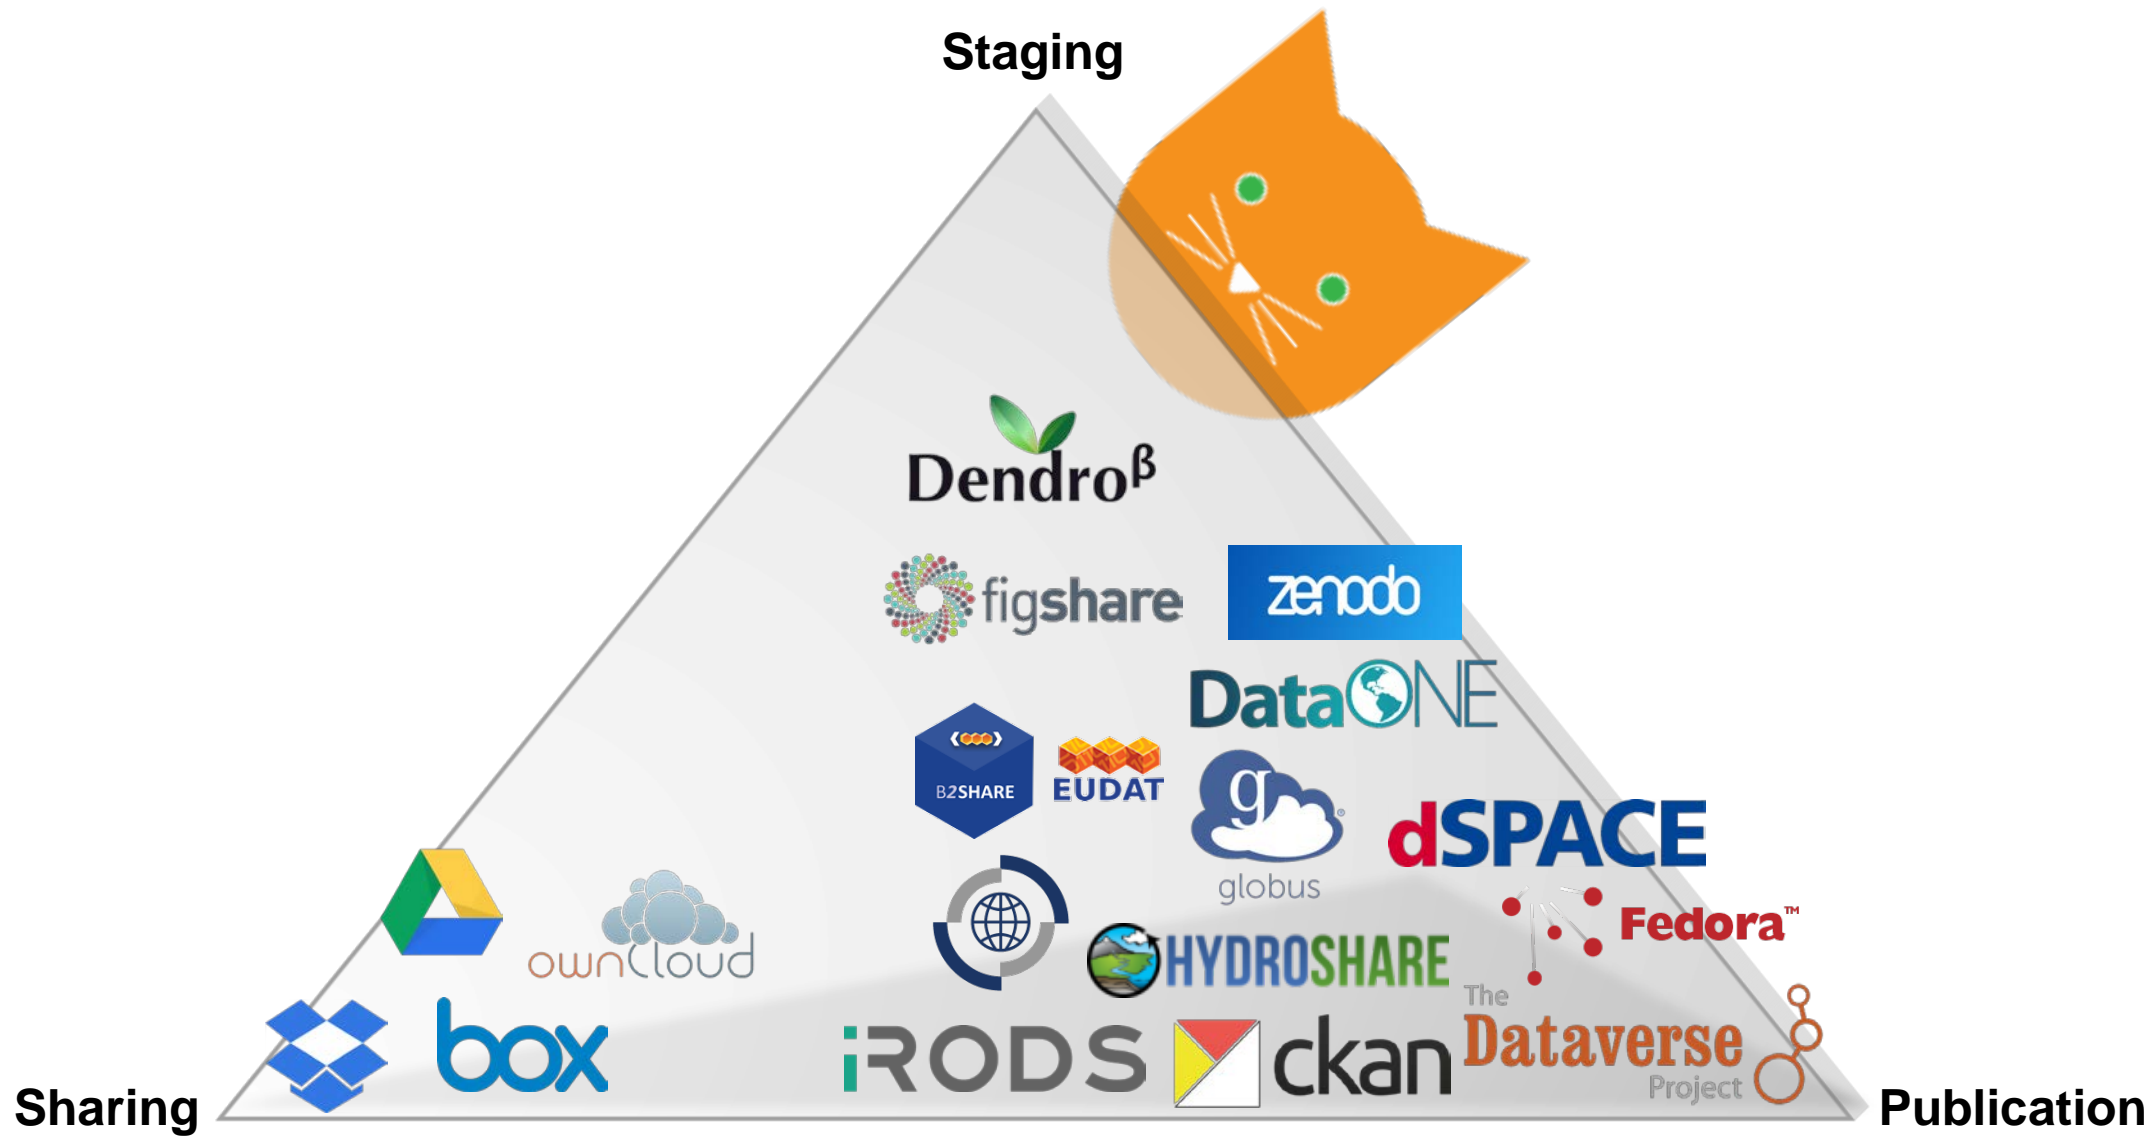 Staging
Dendroβ
figshare
zenodo
DataONE
B2SHARE
EUDAT
g
globus
dSPACE
ownCloud
Fedora™
HYDROSHARE
box
iRODS
ckan
The
Dataverse
Project
Sharing
Publication